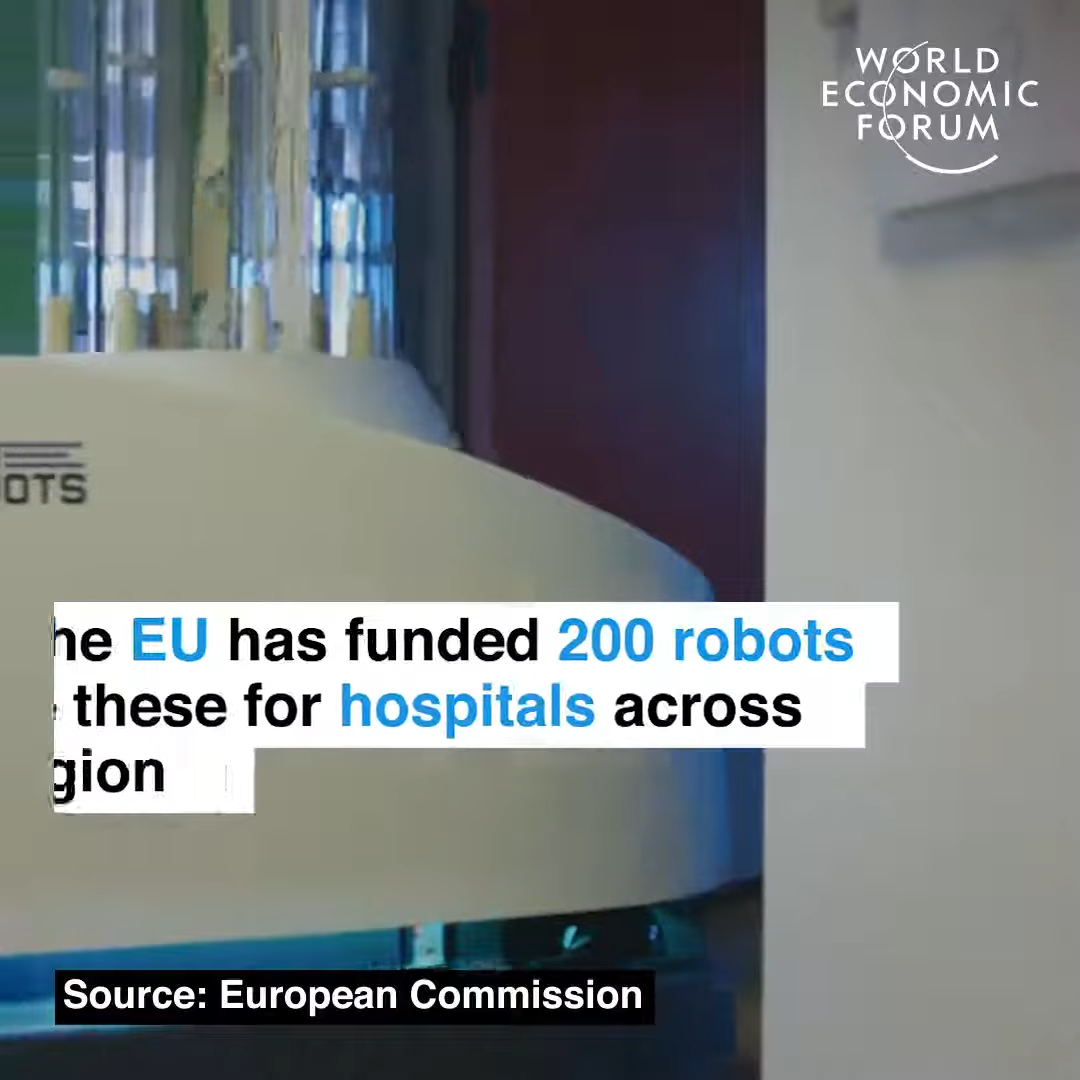 WORLD
ECONOMIC
FORUM
OTS
he EU has funded 200 robots
these for hospitals across
gion
Source: European Commission